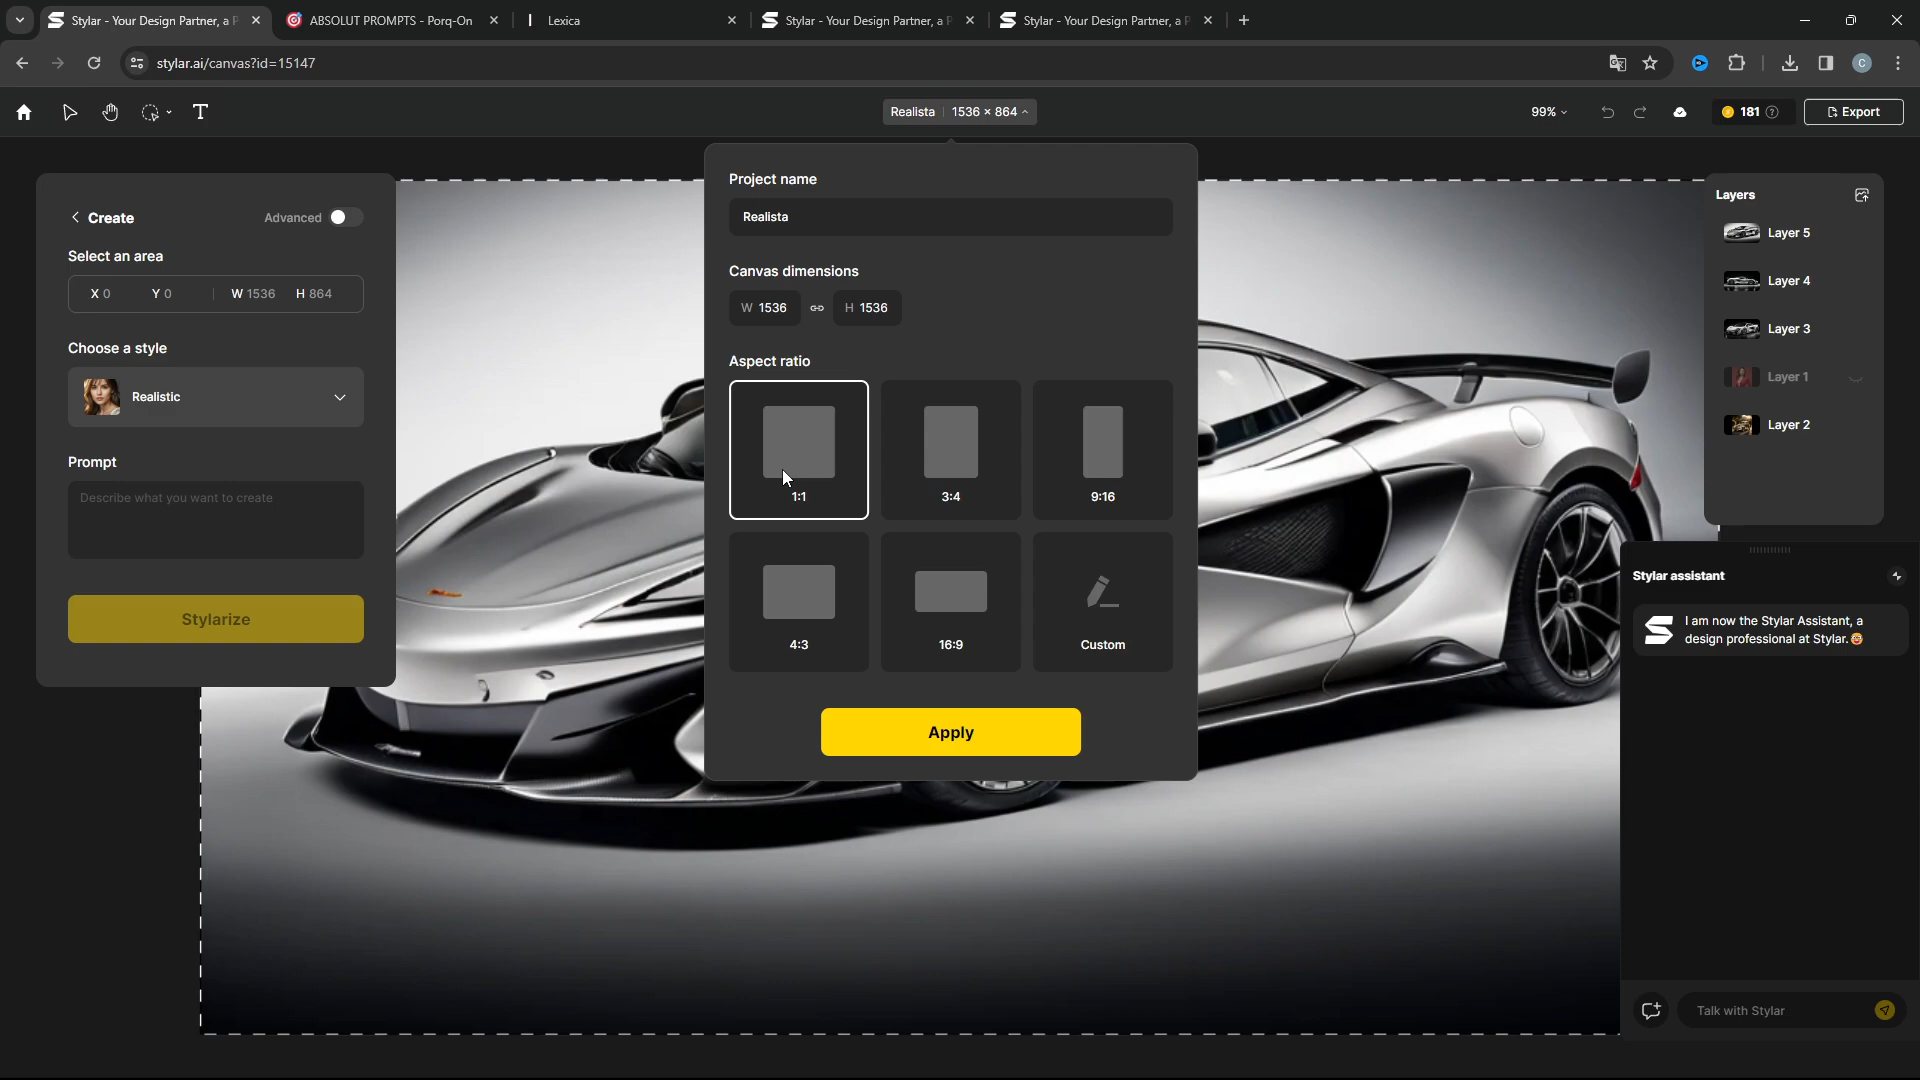 Stylar - Your Design Partner, a P
ABSOLUT PROMPTS - Porq-On
Lexica
Stylar - Your Design Partner, a P
Stylar - Your Design Partner, a P
stylar.ai/canvas?id=15147
C
T
Realista 1536 × 864
99%
181
Export
Create
Advanced
Select an area
X 0 Y 0 W 1536 H 864
Choose a style
Realistic
Prompt
Describe what you want to create
Stylarize
Project name
Realista
Canvas dimensions
W 1536 H 1536
Aspect ratio
1:1
3:4
9:16
4:3
16:9
Custom
Apply
Layers
Layer 5
Layer 4
Layer 3
Layer 1
Layer 2
Stylar assistant
I am now the Stylar Assistant, a
design professional at Stylar.🤓
Talk with Stylar